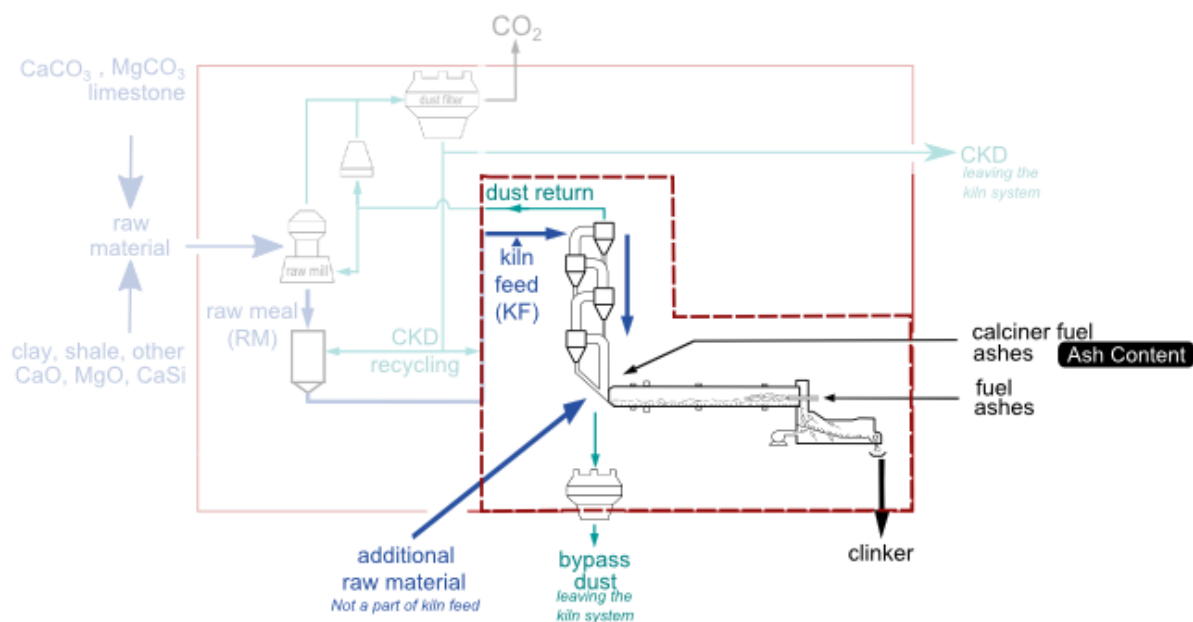 CO₂
CaCO₃ , MgCO₃
limestone
dust filter
CKD
leaving the
kiln system
dust return
raw
material
raw mill
kiln
feed
(KF)
raw meal
(RM)
CKD
recycling
clay, shale, other
CaO, MgO, CaSi
calciner fuel
ashes
Ash Content
fuel
ashes
additional
raw material
Not a part of kiln feed
bypass
dust
leaving the
kiln system
clinker